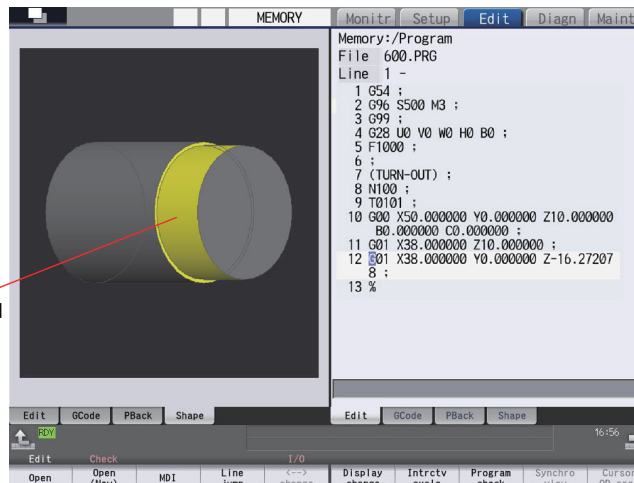 MEMORY
Monitr Setup Edit Diagn Maint
Memory:/Program
File 600.PRG
Line 1 -
1 G54 ;
2 G96 S500 M3 ;
3 G99 ;
4 G28 U0 V0 W0 H0 B0 ;
5 F1000 ;
6 ;
7 (TURN-OUT) ;
8 N100 ;
9 T0101 ;
10 G00 X50.000000 Y0.000000 Z10.000000
B0.000000 C0.000000 ;
11 G01 X38.000000 Z10.000000 ;
12 G01 X38.000000 Y0.000000 Z-16.27207
8 ;
13 %
Edit GCode PBack Shape
Edit GCode PBack Shape
RDY
16:56
Edit Check I/O
Open Open (New) MDI Line jump <--> change Display change Intrctv cycle Program check Synchro view Cursor